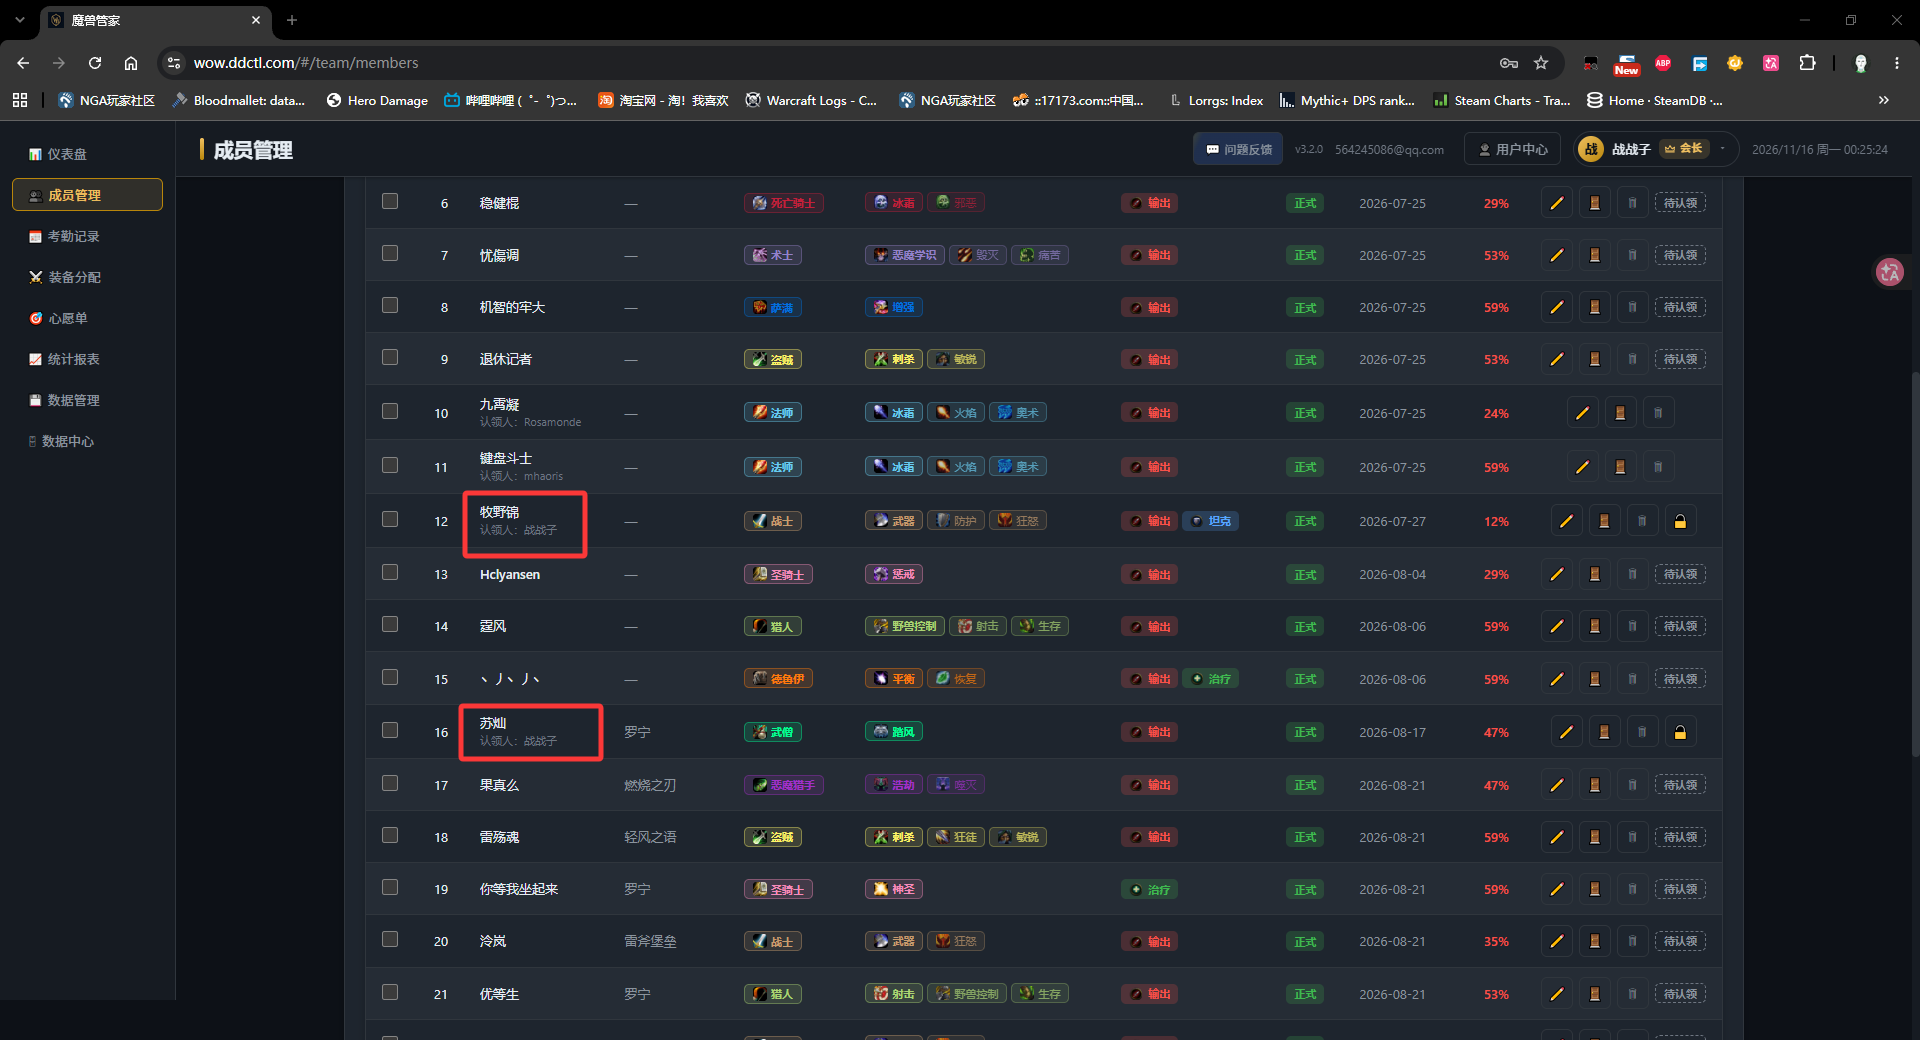 魔兽管家
wow.ddctl.com/#/team/members
New
ABP
NGA玩家社区
Bloodmallet: data...
Hero Damage
哔哩哔哩 ( ゜- ゜)つ...
淘宝网 - 淘！我喜欢
Warcraft Logs - C...
NGA玩家社区
::17173.com::中国...
Lorrgs: Index
Mythic+ DPS rank...
Steam Charts - Tra...
Home · SteamDB ·...
仪表盘
成员管理
考勤记录
装备分配
心愿单
统计报表
数据管理
数据中心
成员管理
问题反馈
v3.2.0
564245086@qq.com
用户中心
战 战战子 会长
2026/11/16 周一 00:25:24
6 稳健棍 — 死亡骑士 冰霜 邪恶 输出 正式 2026-07-25 29% 待认领
7 忧傷调 — 术士 恶魔学识 毁灭 痛苦 输出 正式 2026-07-25 53% 待认领
8 机智的牢大 — 萨满 增强 输出 正式 2026-07-25 59% 待认领
9 退休记者 — 盗贼 刺杀 敏锐 输出 正式 2026-07-25 53% 待认领
10 九霄凝 — 法师 冰霜 火焰 奥术 输出 正式 2026-07-25 24%
认领人：Rosamonde
11 键盘斗士 — 法师 冰霜 火焰 奥术 输出 正式 2026-07-25 59%
认领人：mhaoris
12 牧野锦 — 战士 武器 防护 狂怒 输出 坦克 正式 2026-07-27 12%
认领人：战战子
13 Hclyansen — 圣骑士 惩戒 输出 正式 2026-08-04 29% 待认领
14 霆风 — 猎人 野兽控制 射击 生存 输出 正式 2026-08-06 59% 待认领
15 丶丿丶丿丶 — 德鲁伊 平衡 恢复 输出 治疗 正式 2026-08-06 59% 待认领
16 苏灿 罗宁 武僧 踏风 输出 正式 2026-08-17 47%
认领人：战战子
17 果真么 燃烧之刃 恶魔猎手 浩劫 噬灭 输出 正式 2026-08-21 47% 待认领
18 雷殇魂 轻风之语 盗贼 刺杀 狂徒 敏锐 输出 正式 2026-08-21 59% 待认领
19 你等我坐起来 罗宁 圣骑士 神圣 治疗 正式 2026-08-21 59% 待认领
20 泠岚 雷斧堡垒 战士 武器 狂怒 输出 正式 2026-08-21 35% 待认领
21 优等生 罗宁 猎人 射击 野兽控制 生存 输出 正式 2026-08-21 53% 待认领